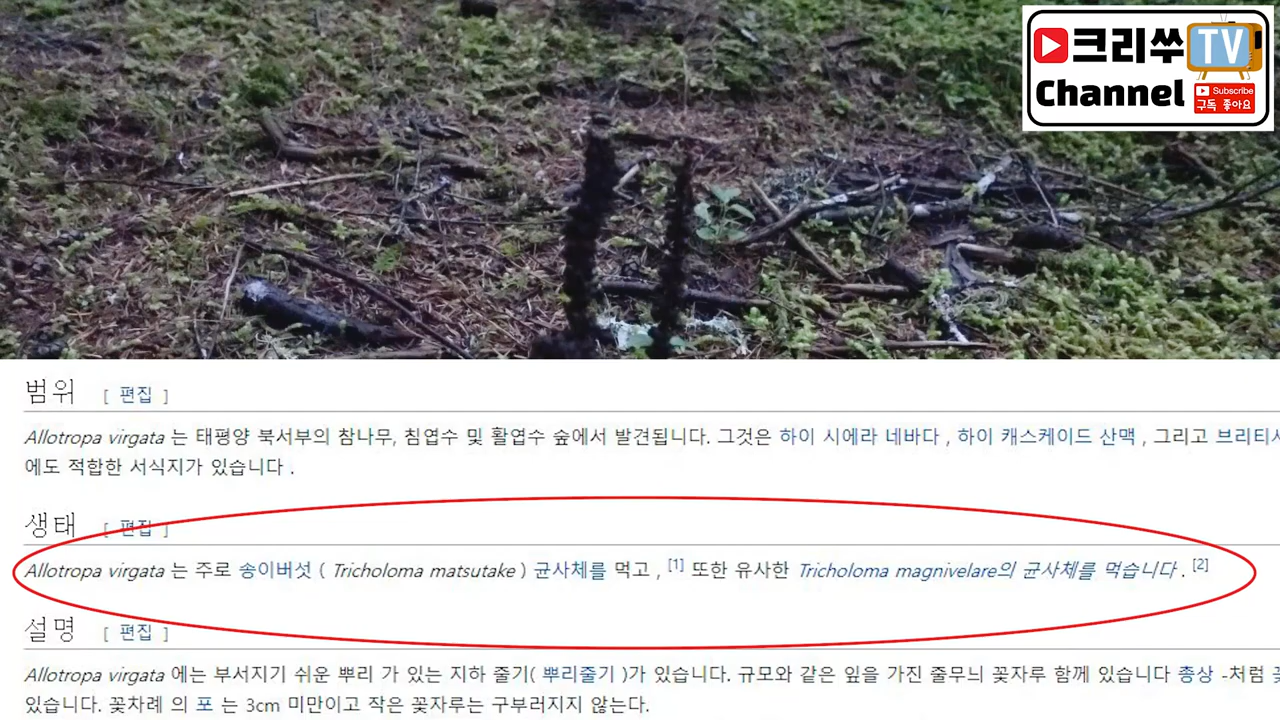 크리쑤 TV
Channel
Subscribe
구독 좋아요
범위 [ 편집 ]
Allotropa virgata 는 태평양 북서부의 참나무, 침엽수 및 활엽수 숲에서 발견됩니다. 그것은 하이 시에라 네바다 , 하이 캐스케이드 산맥 , 그리고
에도 적합한 서식지가 있습니다 .
생태 [ 편집 ]
Allotropa virgata 는 주로 송이버섯 ( Tricholoma matsutake ) 균사체를 먹고 , [1] 또한 유사한 Tricholoma magnivelare의 균사체를 먹습니다 . [2]
설명 [ 편집 ]
Allotropa virgata 에는 부서지기 쉬운 뿌리 가 있는 지하 줄기( 뿌리줄기 )가 있습니다. 규모와 같은 잎을 가진 줄무늬 꽃자루 함께 있습니다 총상 -처럼
있습니다. 꽃차례 의 포 는 3cm 미만이고 작은 꽃자루는 구부러지지 않는다.